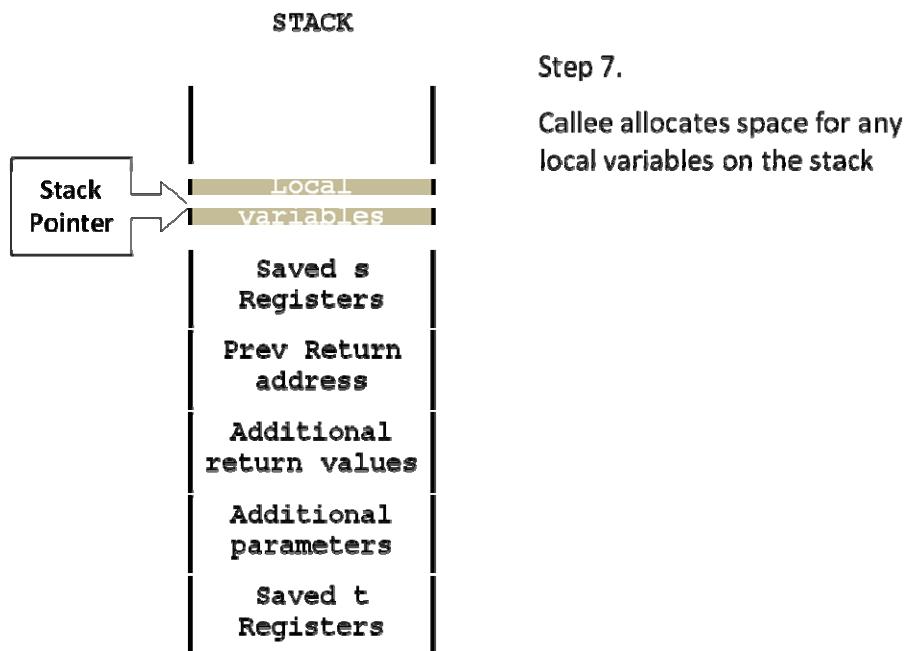 STACK
Step 7.
Callee allocates space for any
local variables on the stack
Stack
Pointer
Local
variables
Saved s
Registers
Prev Return
address
Additional
return values
Additional
parameters
Saved t
Registers